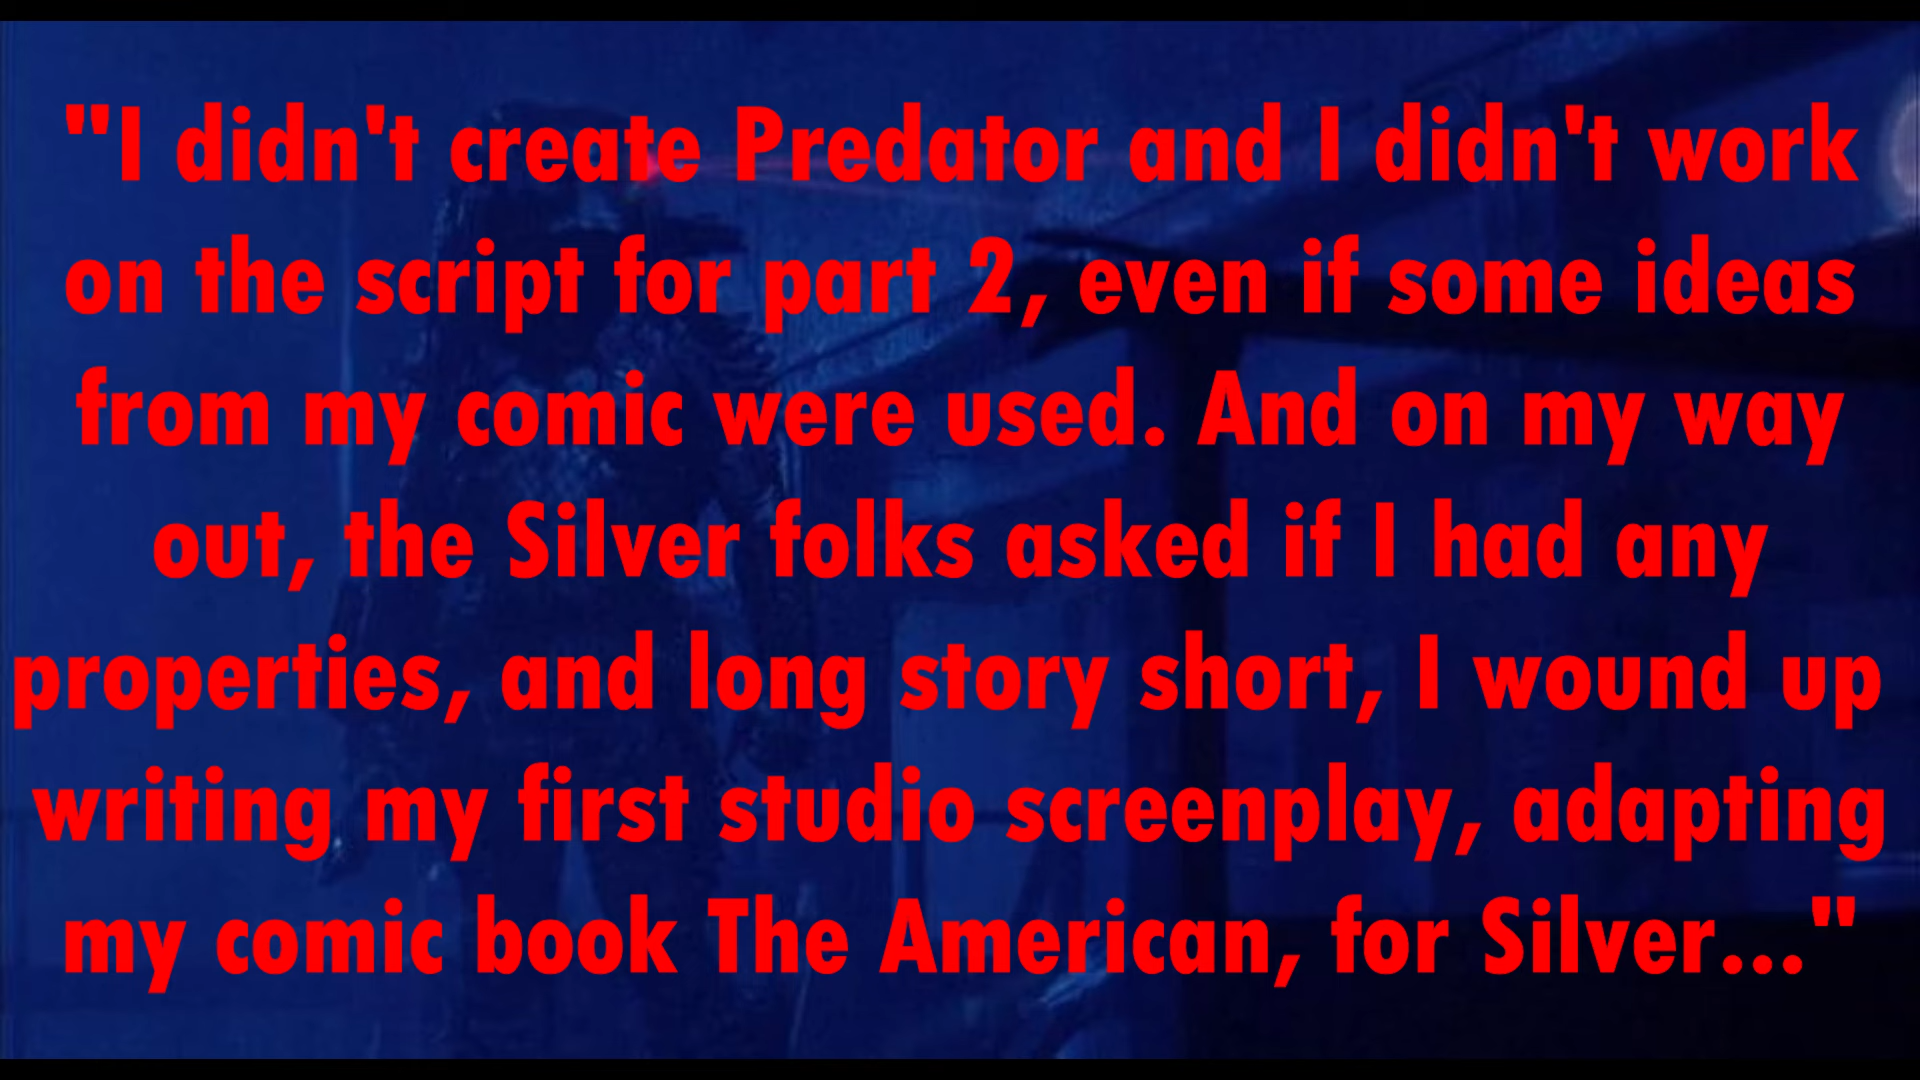 "I didn't create Predator and I didn't work
on the script for part 2, even if some ideas
from my comic were used. And on my way
out, the Silver folks asked if I had any
properties, and long story short, I wound up
writing my first studio screenplay, adapting
my comic book The American, for Silver..."